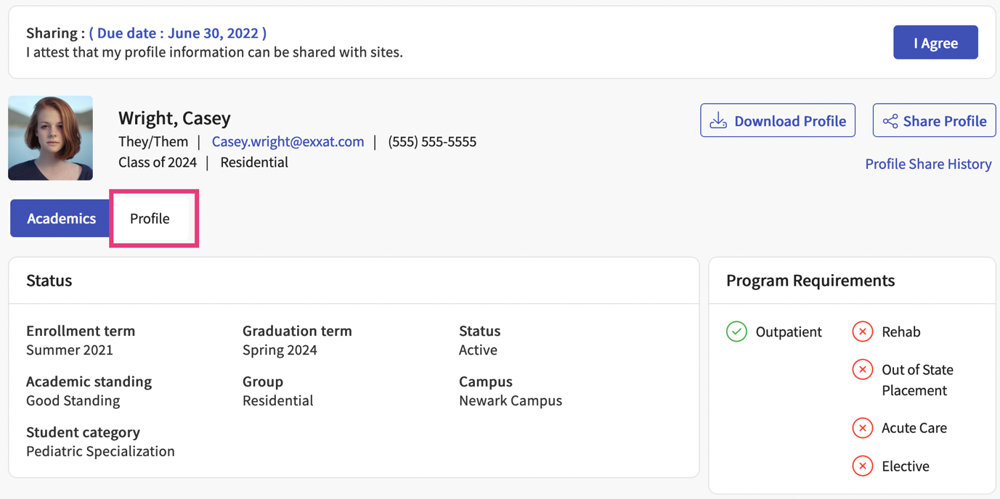 Sharing : ( Due date : June 30, 2022 )
I attest that my profile information can be shared with sites.
I Agree
Wright, Casey
They/Them | Casey.wright@exxat.com | (555) 555-5555
Class of 2024 | Residential
Download Profile
Share Profile
Profile Share History
Academics
Profile
Status
Enrollment term
Summer 2021
Graduation term
Spring 2024
Status
Active
Academic standing
Good Standing
Group
Residential
Campus
Newark Campus
Student category
Pediatric Specialization
Program Requirements
Outpatient
Rehab
Out of State
Placement
Acute Care
Elective